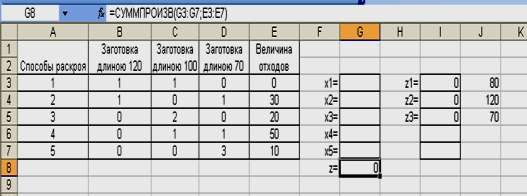 G8 fx =СУММПРОИЗВ(G3:G7;E3:E7)
A B C D E F G H I J K
1 Заготовка Заготовка Заготовка Величина
2 Способы раскроя длиною 120 длиною 100 длиною 70 отходов
3 1 1 1 0 0 x1= z1= 0 80
4 2 1 0 1 30 x2= z2= 0 120
5 3 0 2 0 20 x3= z3= 0 70
6 4 0 1 1 50 x4=
7 5 0 0 3 10 x5=
8 z= 0
9